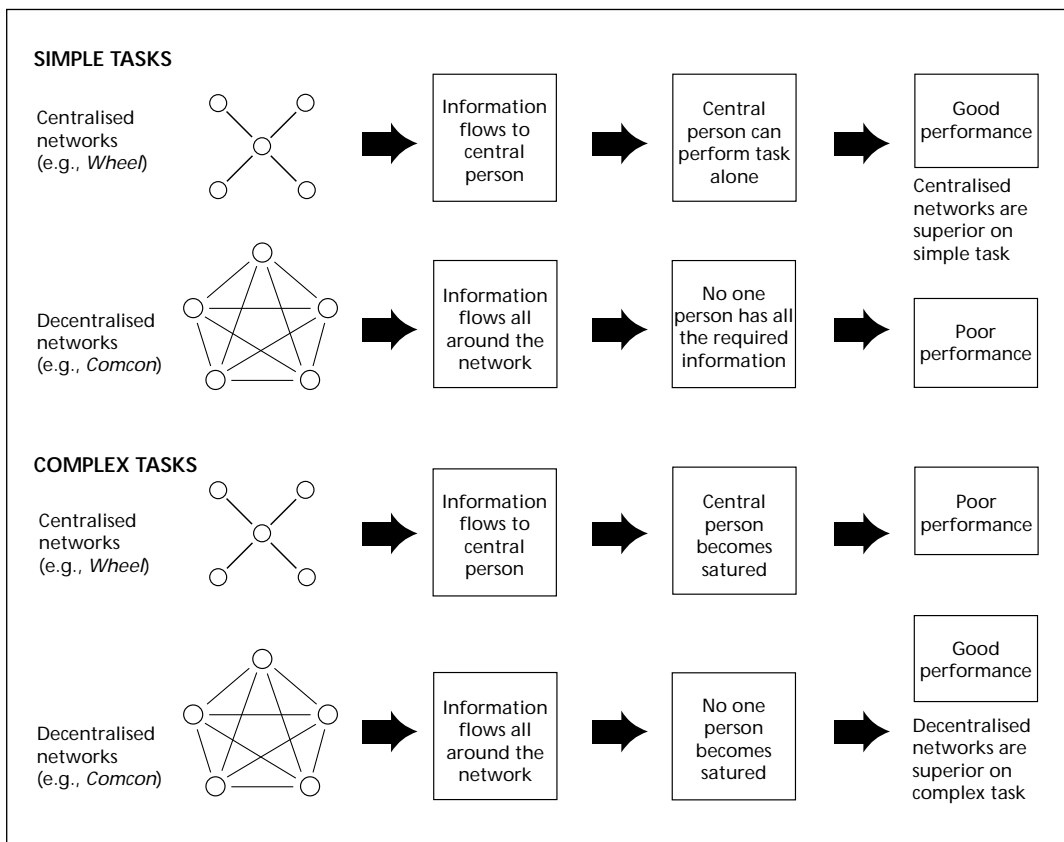 SIMPLE TASKS
Centralised
networks
(e.g., Wheel)
Information
flows to
central
person
Central
person can
perform task
alone
Good
performance
Centralised
networks are
superior on
simple task
Decentralised
networks
(e.g., Comcon)
Information
flows all
around the
network
No one
person has all
the required
information
Poor
performance
COMPLEX TASKS
Centralised
networks
(e.g., Wheel)
Information
flows to
central
person
Central
person
becomes
satured
Poor
performance
Decentralised
networks
(e.g., Comcon)
Information
flows all
around the
network
No one
person
becomes
satured
Good
performance
Decentralised
networks are
superior on
complex task